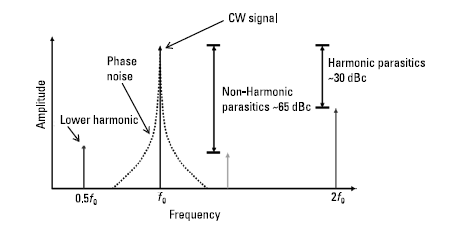 CW signal
Phase
noise
Harmonic parasitics
~30 dBc
Non-Harmonic
parasitics ~65 dBc
Lower harmonic
Amplitude
0.5f₀
f₀
2f₀
Frequency